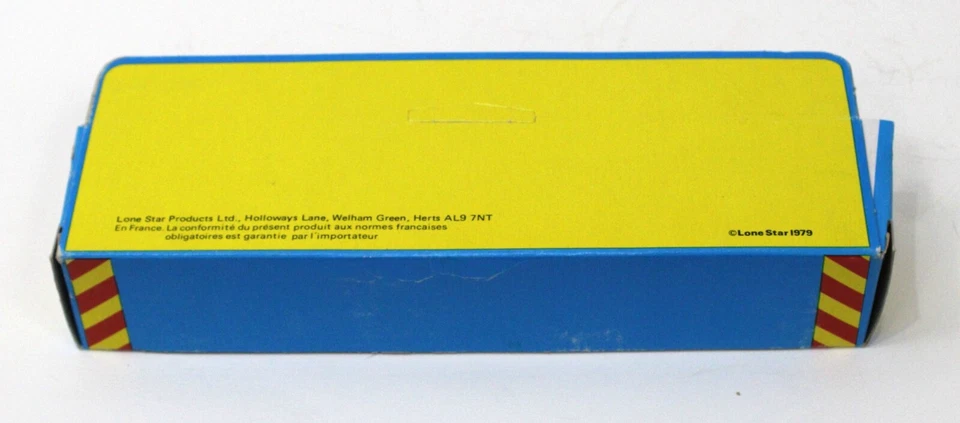 Lone Star Products Ltd., Holloways Lane, Welham Green, Herts AL9 7NT
En France. La conformité du présent produit aux normes francaises
obligatoires est garantie par l'importateur
©Lone Star 1979